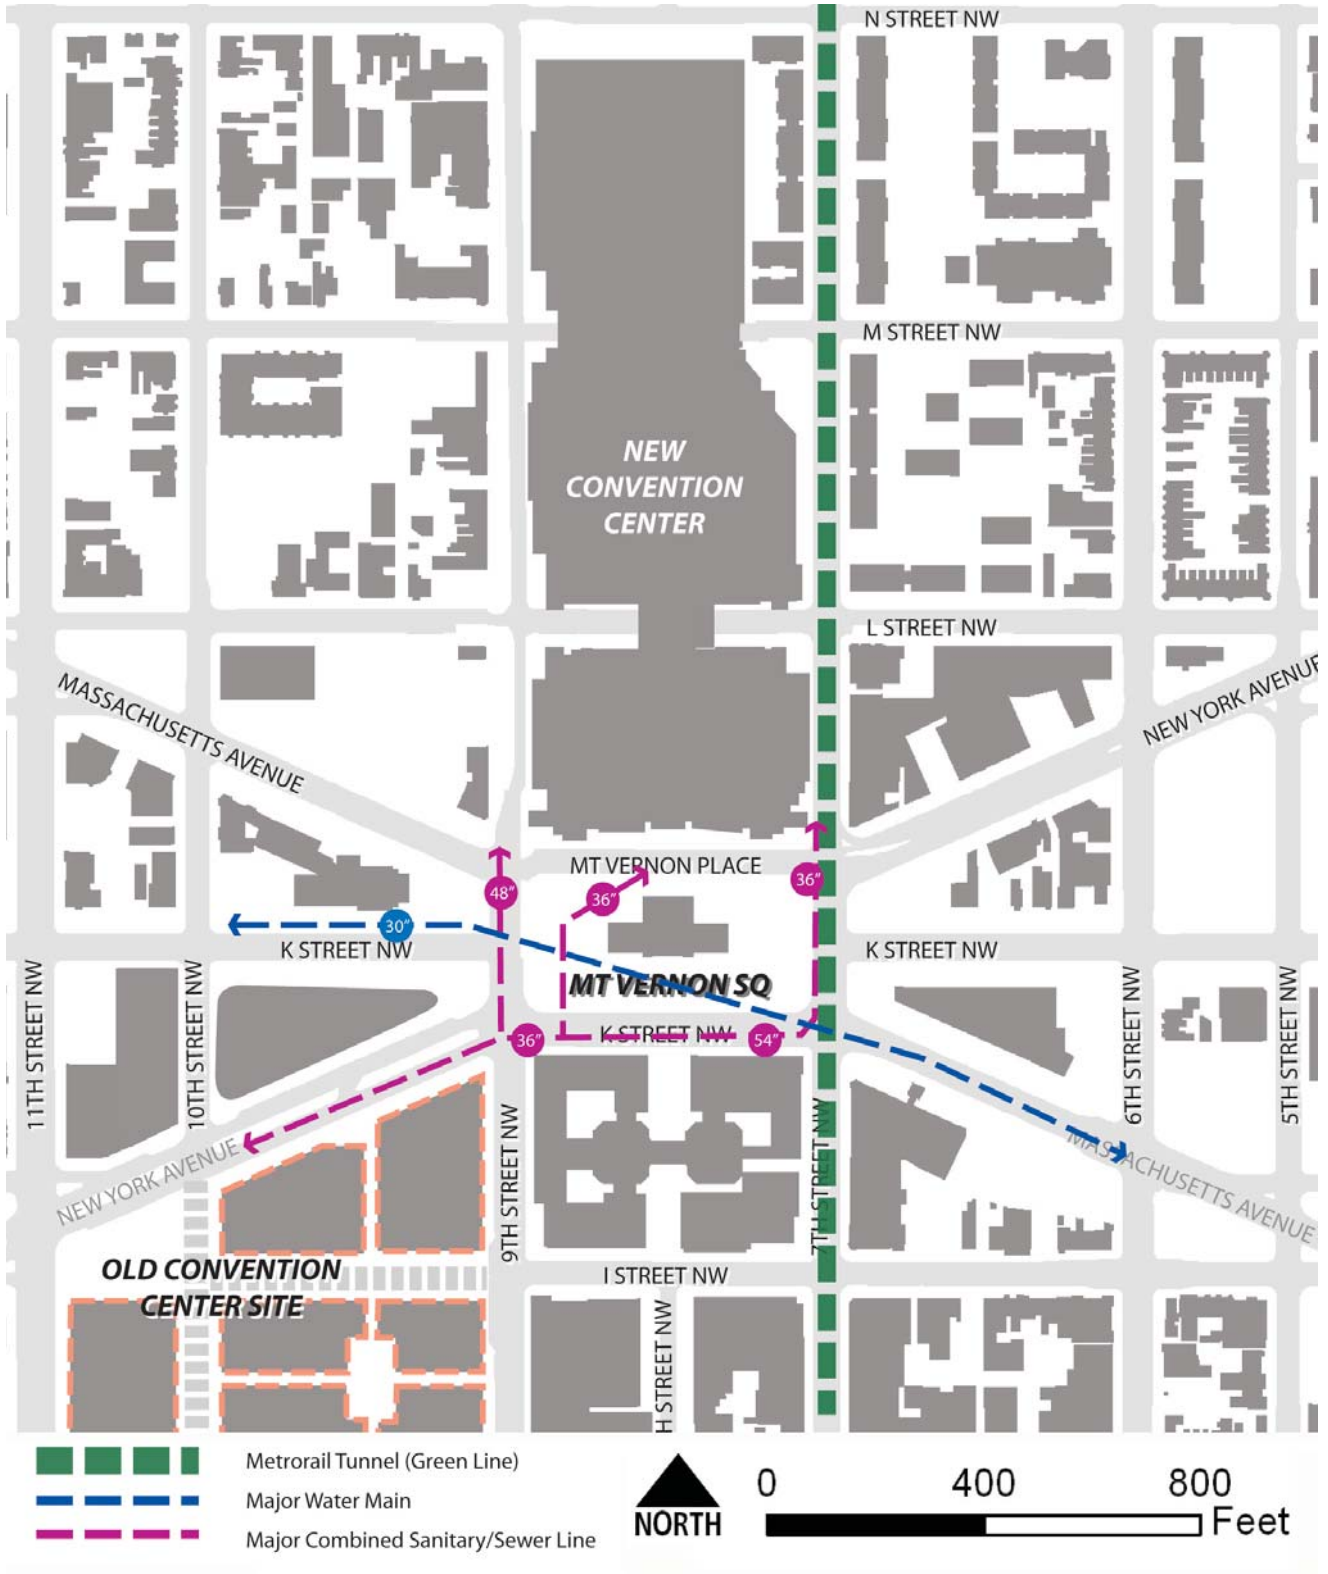 N STREET NW
M STREET NW
NEW
CONVENTION
CENTER
L STREET NW
MASSACHUSETTS AVENUE
NEW YORK AVENUE
MT VERNON PLACE
48"
36"
36"
30"
K STREET NW
K STREET NW
MT VERNON SQ
K STREET NW
36"
54"
11TH STREET NW
10TH STREET NW
9TH STREET NW
7TH STREET NW
6TH STREET NW
5TH STREET NW
NEW YORK AVENUE
MASSACHUSETTS AVENUE
OLD CONVENTION
CENTER SITE
I STREET NW
H STREET NW
Metrorail Tunnel (Green Line)
Major Water Main
Major Combined Sanitary/Sewer Line
NORTH
0 400 800
Feet